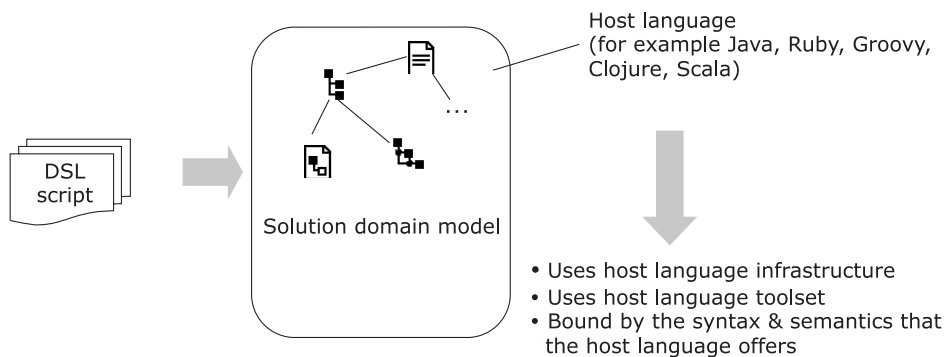 Host language
(for example Java, Ruby, Groovy,
Clojure, Scala)
...
DSL
script
Solution domain model
• Uses host language infrastructure
• Uses host language toolset
• Bound by the syntax & semantics that
the host language offers